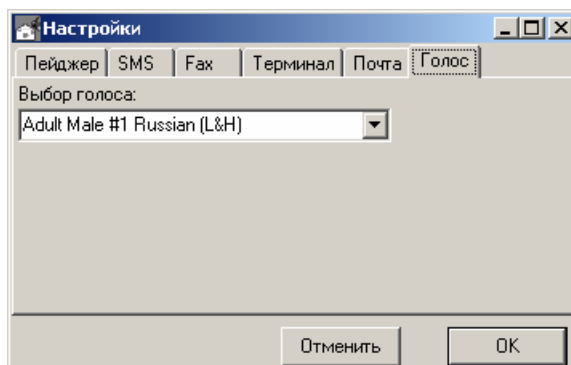 Настройки
Пейджер SMS Fax Терминал Почта Голос
Выбор голоса:
Adult Male #1 Russian (L&H)
Отменить OK